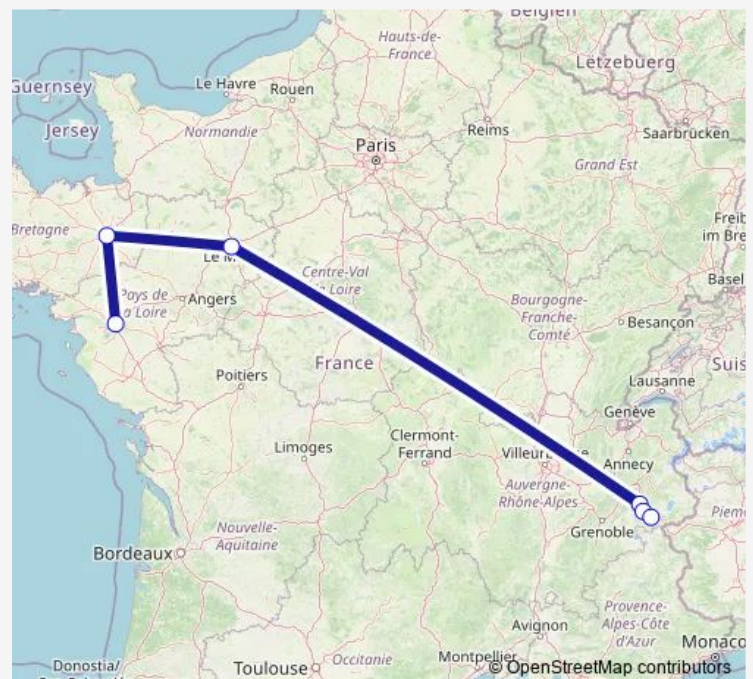 Belgien
Hauts-de-
France
Lëtzebuerg
Guernsey
Le Havre
Rouen
Jersey
Normandie
Reims
Saarbrücken
Paris
Grand Est
Bretagne
Le M
Freib
im Bre
Pays de
la Loire
Angers
Centre-Val
Loire
Basel
Bourgogne-
Franche-
Comté
Besançon
France
Suis
Poitiers
Lausanne
Genève
Limoges
Clermont-
Ferrand
Annecy
Auvergne-
Rhône-Alpes
Piem
Grenoble
Nouvelle-
Aquitaine
Bordeaux
Provence-
Alpes-Côte
d'Azur
Avignon
Monaco
Donostia/
Toulouse
Occitanie
Montpellier
© OpenStreetMap contributors